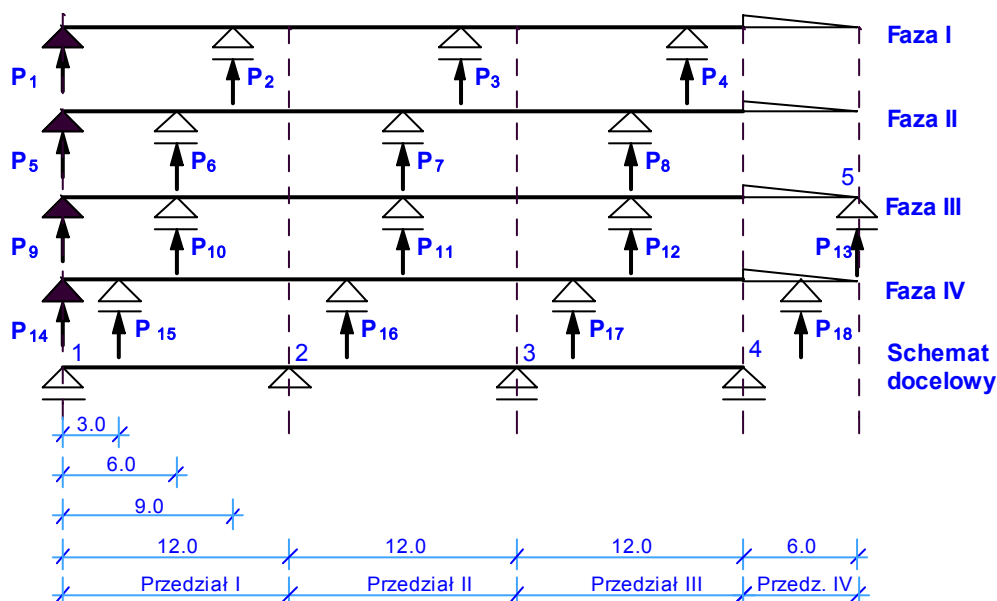 Faza I
P1
P2
P3
P4
Faza II
P5
P6
P7
P8
5
Faza III
P9
P10
P11
P12
P13
Faza IV
P14
P 15
P16
P17
P18
Schemat
docelowy
1
2
3
4
3.0
6.0
9.0
12.0
12.0
12.0
6.0
Przedział I
Przedział II
Przedział III
Przedz. IV